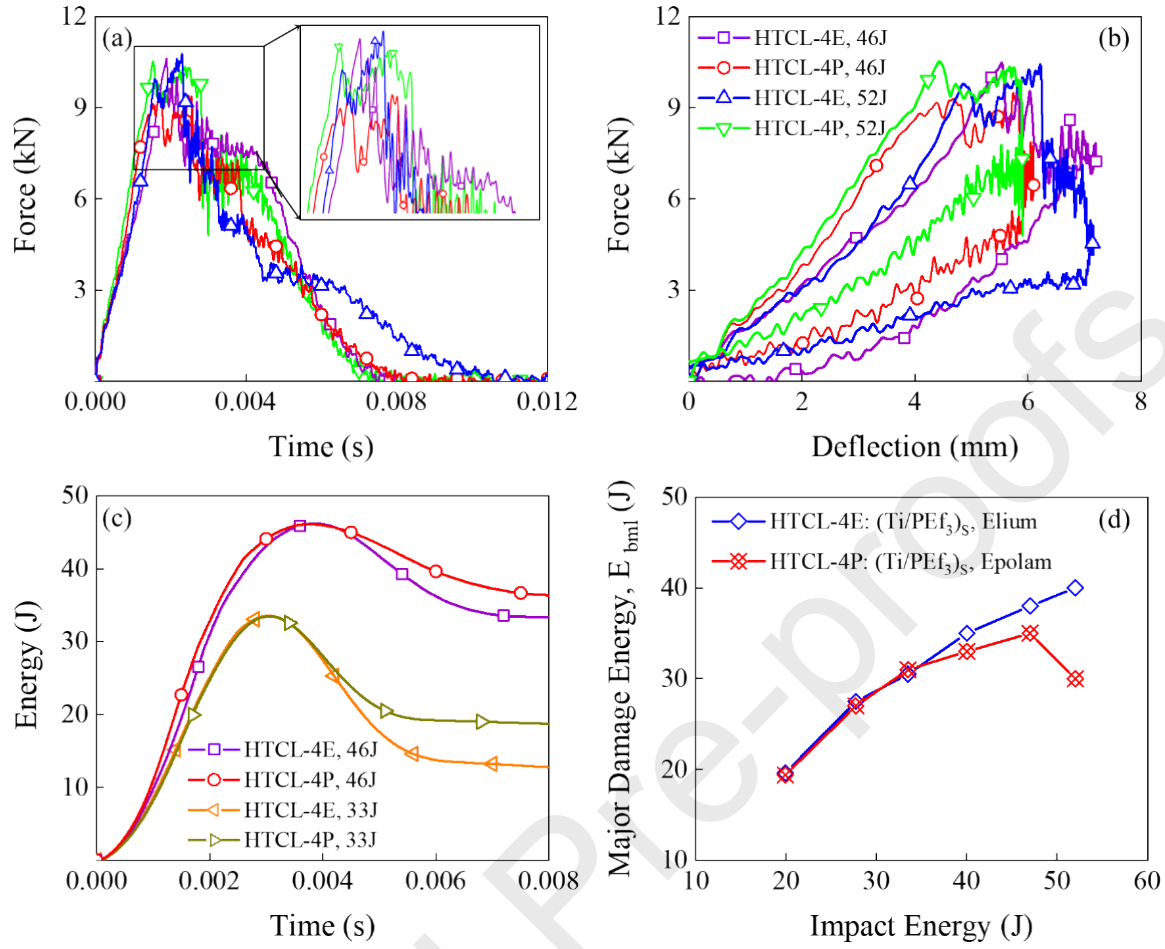 12
9
6
3
Force (kN)
(a)
0.000
0.004
0.008
0.012
Time (s)
12
9
6
3
Force (kN)
(b)
HTCL-4E, 46J
HTCL-4P, 46J
HTCL-4E, 52J
HTCL-4P, 52J
0
2
4
6
8
Deflection (mm)
50
40
30
20
10
Energy (J)
(c)
HTCL-4E, 46J
HTCL-4P, 46J
HTCL-4E, 33J
HTCL-4P, 33J
0.000
0.002
0.004
0.006
0.008
Time (s)
50
40
30
20
10
Major Damage Energy, E bml (J)
(d)
HTCL-4E: (Ti/PEf3)S, Elium
HTCL-4P: (Ti/PEf3)S, Epolam
10
20
30
40
50
60
Impact Energy (J)
Pre-proofs